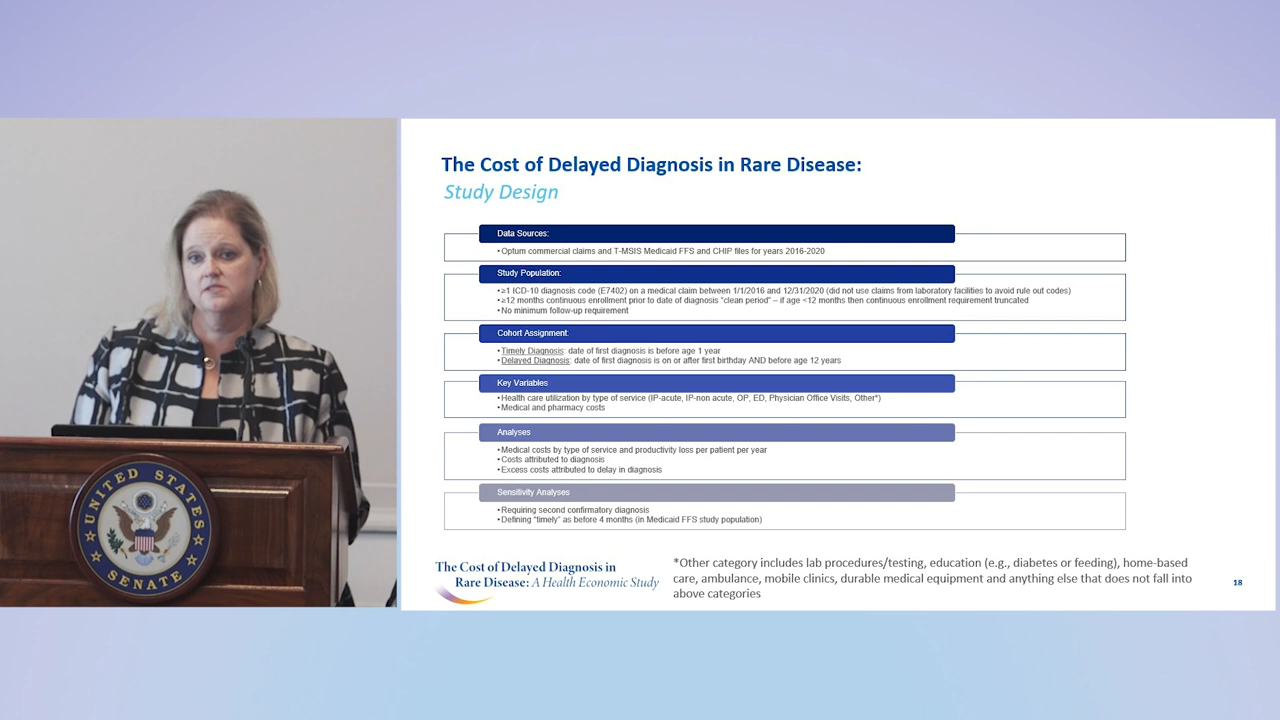 The Cost of Delayed Diagnosis in Rare Disease:
Study Design
Data Sources:
•Optum commercial claims and T-MSIS Medicaid FFS and CHIP files for years 2016-2020
Study Population:
•≥1 ICD-10 diagnosis code (E7402) on a medical claim between 1/1/2016 and 12/31/2020 (did not use claims from laboratory facilities to avoid rule out codes)
•≥12 months continuous enrollment prior to date of diagnosis "clean period" – if age <12 months then continuous enrollment requirement truncated
•No minimum follow-up requirement
Cohort Assignment:
•Timely Diagnosis: date of first diagnosis is before age 1 year
•Delayed Diagnosis: date of first diagnosis is on or after first birthday AND before age 12 years
Key Variables
•Health care utilization by type of service (IP-acute, IP-non acute, OP, ED, Physician Office Visits, Other*)
•Medical and pharmacy costs
Analyses
•Medical costs by type of service and productivity loss per patient per year
•Costs attributed to diagnosis
•Excess costs attributed to delay in diagnosis
Sensitivity Analyses
•Requiring second confirmatory diagnosis
•Defining "timely" as before 4 months (in Medicaid FFS study population)
The Cost of Delayed Diagnosis in
Rare Disease: A Health Economic Study
*Other category includes lab procedures/testing, education (e.g., diabetes or feeding), home-based
care, ambulance, mobile clinics, durable medical equipment and anything else that does not fall into
above categories
18
UNITED STATES
SENATE